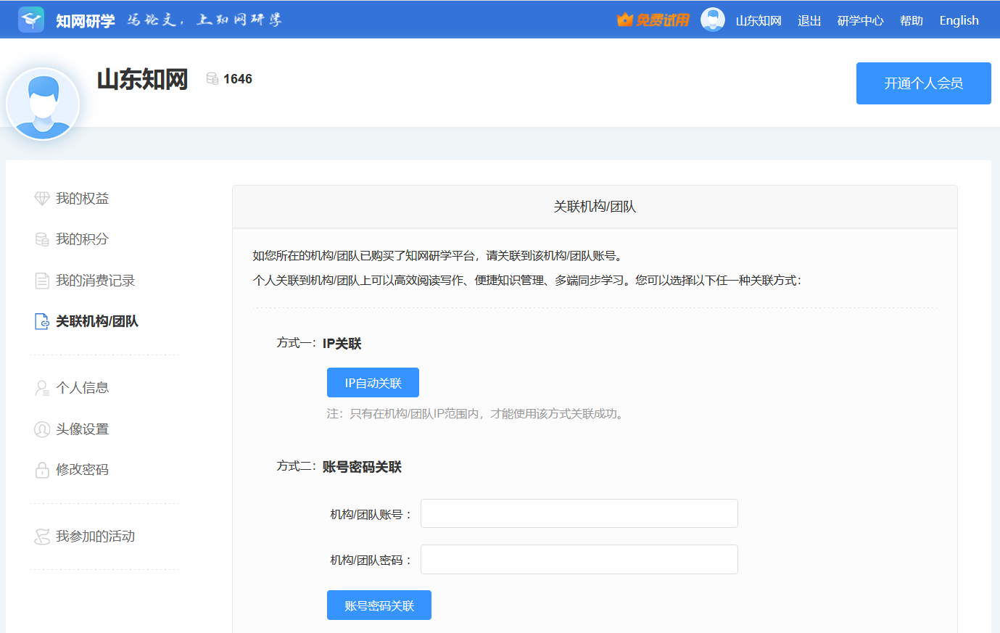 知网研学 写论文，上知网研学
免费试用 山东知网 退出 研学中心 帮助 English
山东知网 1646
开通个人会员
我的权益
我的积分
我的消费记录
关联机构/团队
个人信息
头像设置
修改密码
我参加的活动
关联机构/团队
如您所在的机构/团队已购买了知网研学平台，请关联到该机构/团队账号。
个人关联到机构/团队上可以高效阅读写作、便捷知识管理、多端同步学习。您可以选择以下任一种关联方式：
方式一：IP关联
IP自动关联
注：只有在机构/团队IP范围内，才能使用该方式关联成功。
方式二：账号密码关联
机构/团队账号：
机构/团队密码：
账号密码关联